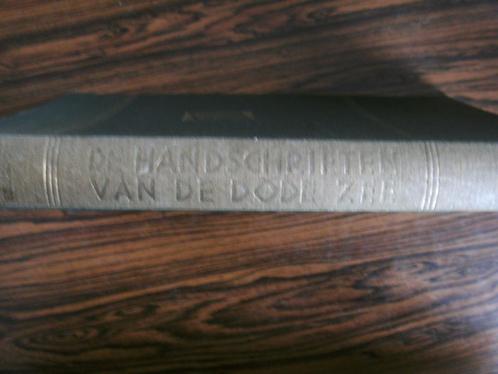 DE HANDSCHRIFTEN
VAN DE DODE ZEE